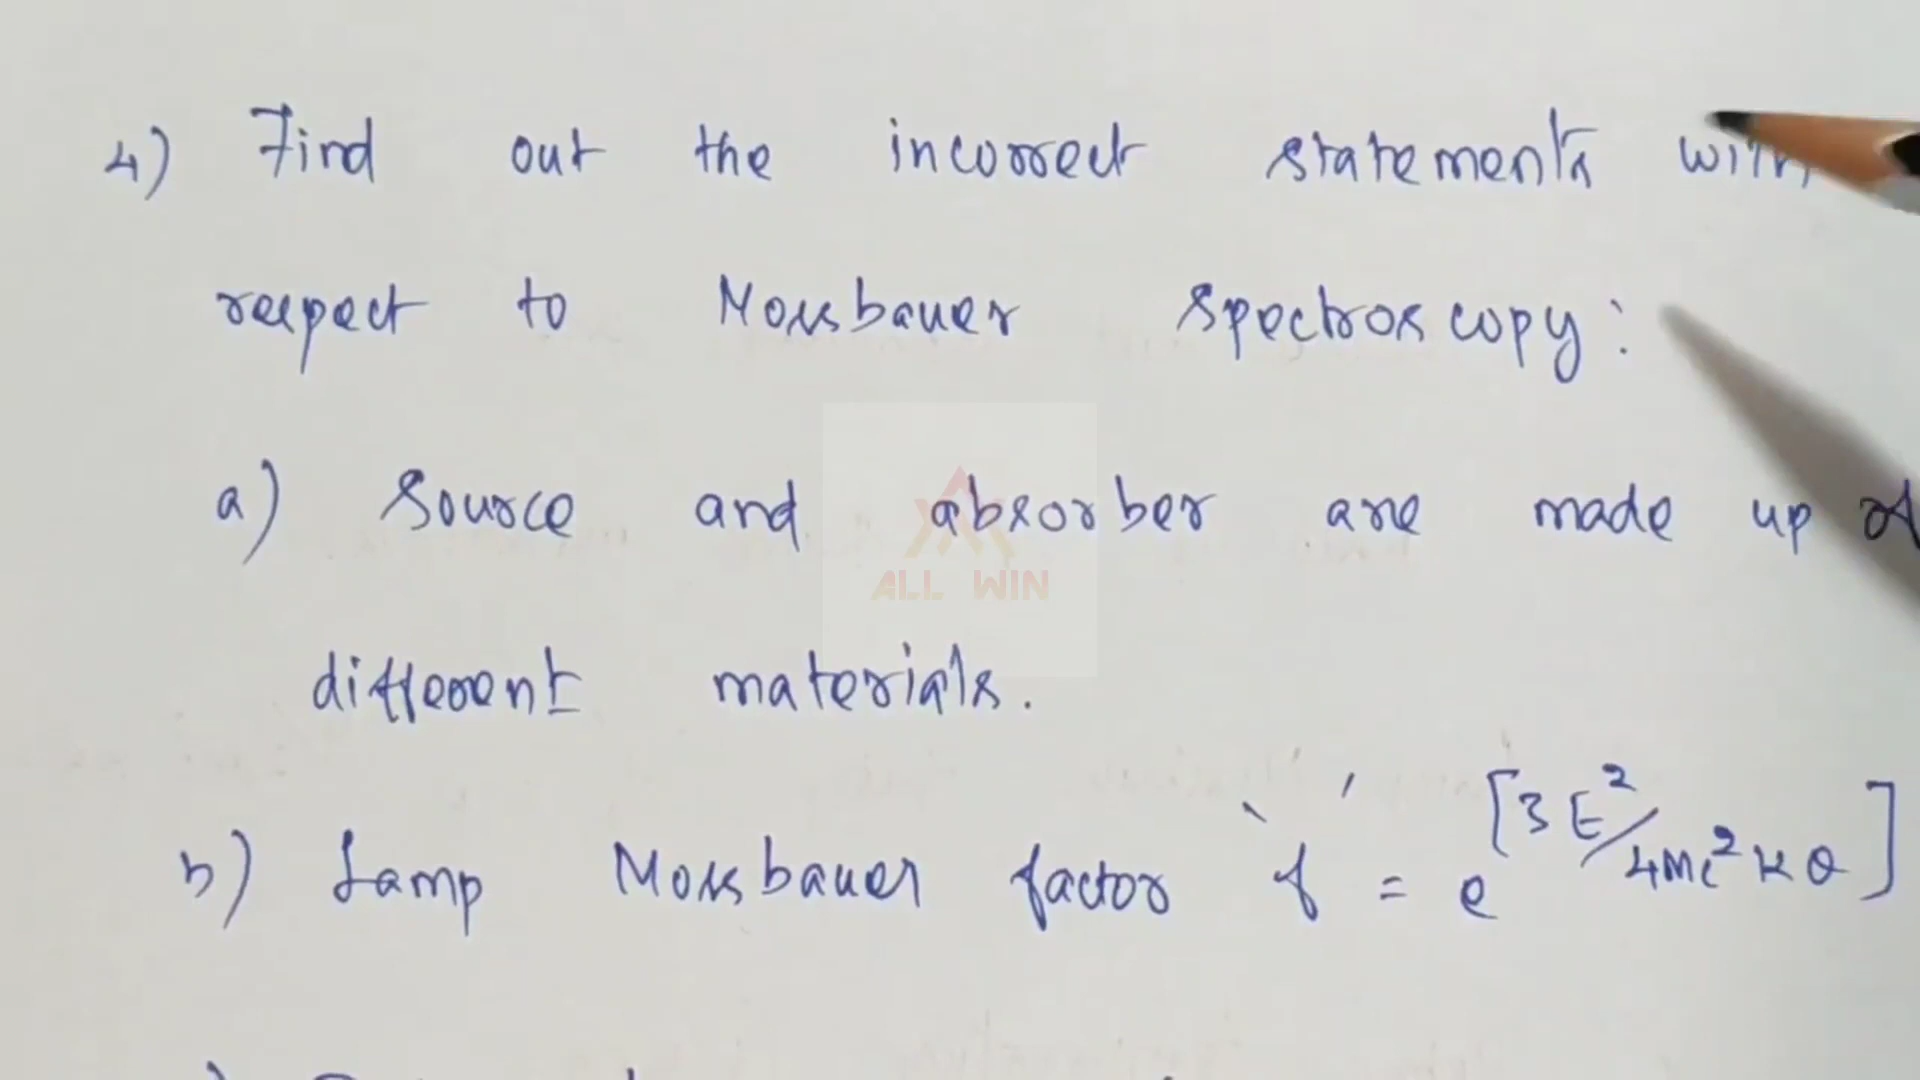 4) Find out the incorrect statements with
respect to Mossbauer spectroscopy:
a) Source and absorber are made up of
different materials.
ALL WIN
b) Lamp Mossbauer factor 'f' = e^[3E²/4Mc²Kθ]